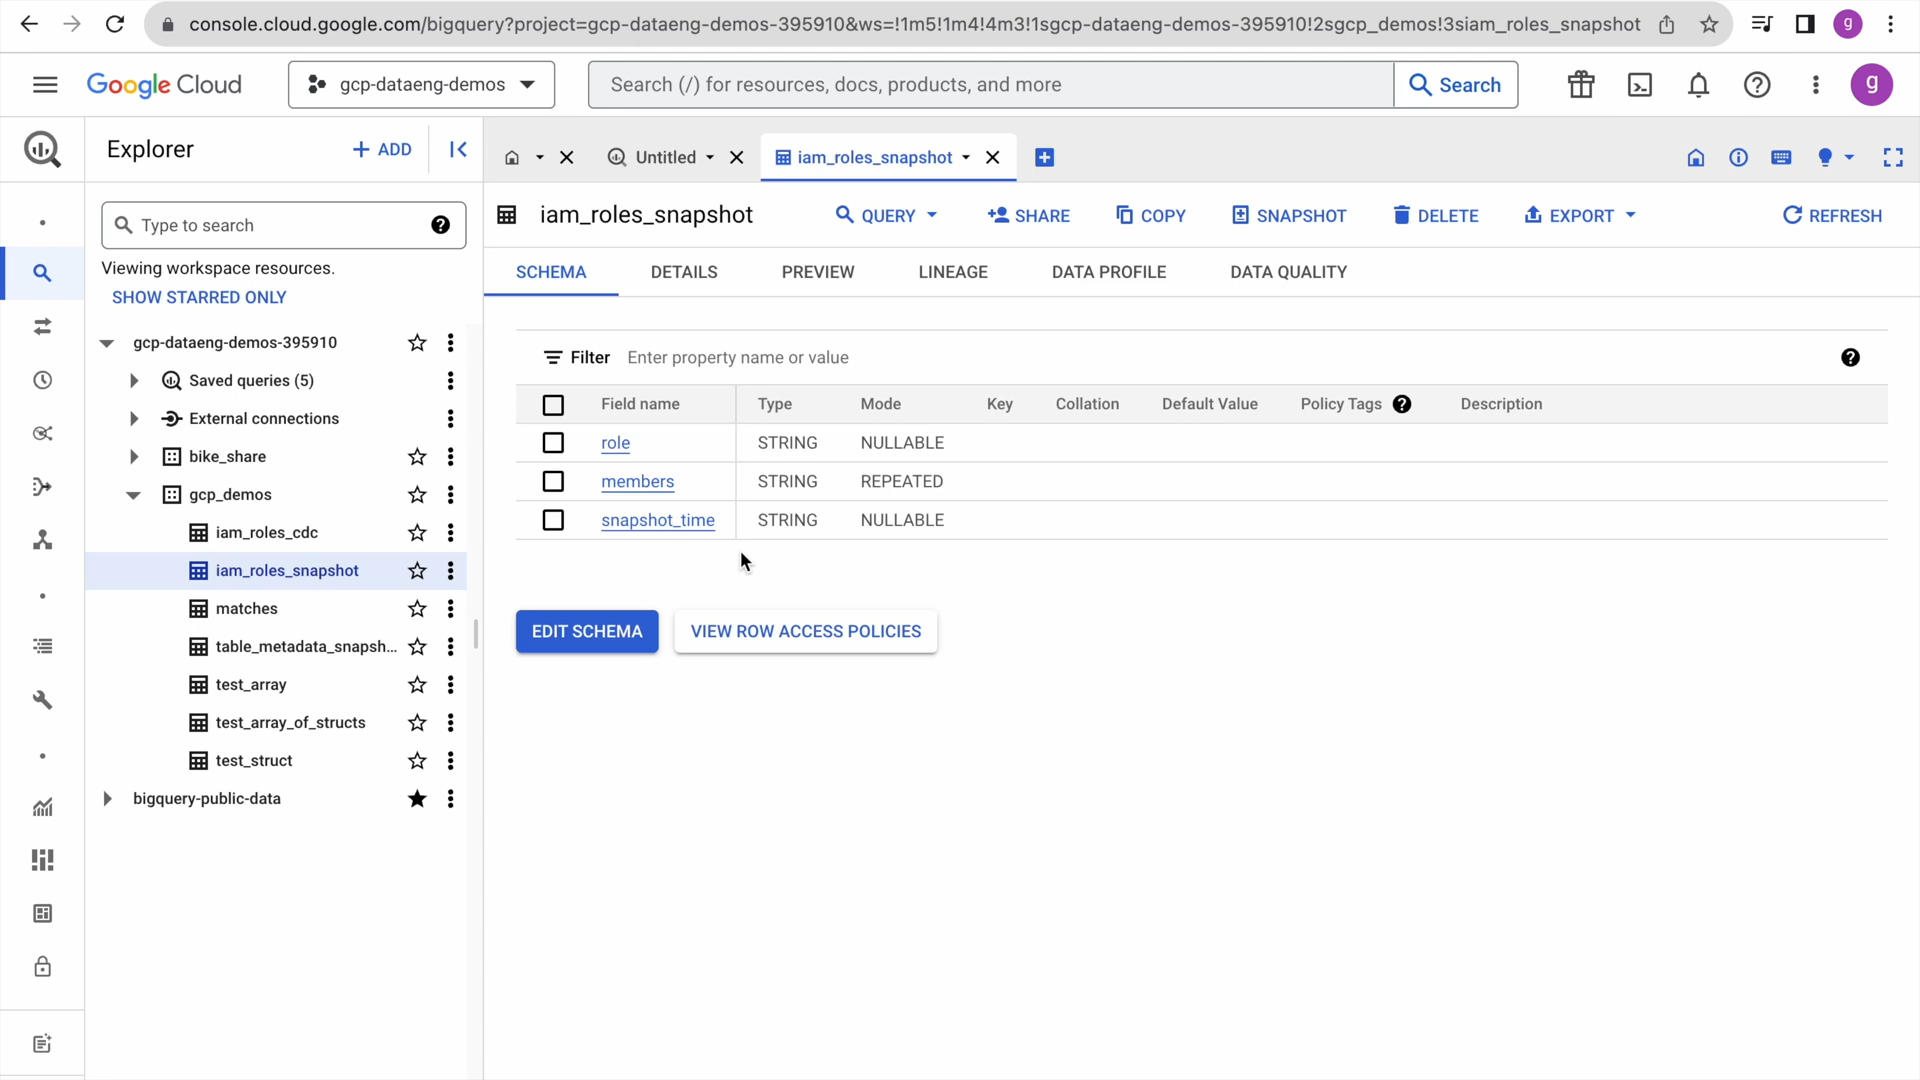 console.cloud.google.com/bigquery?project=gcp-dataeng-demos-395910&ws=!1m5!1m4!4m3!1sgcp-dataeng-demos-395910!2sgcp_demos!3siam_roles_snapshot
g
Google Cloud
gcp-dataeng-demos
Search (/) for resources, docs, products, and more
Search
g
Explorer
+ ADD
Untitled
iam_roles_snapshot
Type to search
Viewing workspace resources.
SHOW STARRED ONLY
gcp-dataeng-demos-395910
Saved queries (5)
External connections
bike_share
gcp_demos
iam_roles_cdc
iam_roles_snapshot
matches
table_metadata_snapsh...
test_array
test_array_of_structs
test_struct
bigquery-public-data
iam_roles_snapshot
QUERY
SHARE
COPY
SNAPSHOT
DELETE
EXPORT
REFRESH
SCHEMA DETAILS PREVIEW LINEAGE DATA PROFILE DATA QUALITY
Filter Enter property name or value
Field name Type Mode Key Collation Default Value Policy Tags Description
role STRING NULLABLE
members STRING REPEATED
snapshot_time STRING NULLABLE
EDIT SCHEMA
VIEW ROW ACCESS POLICIES